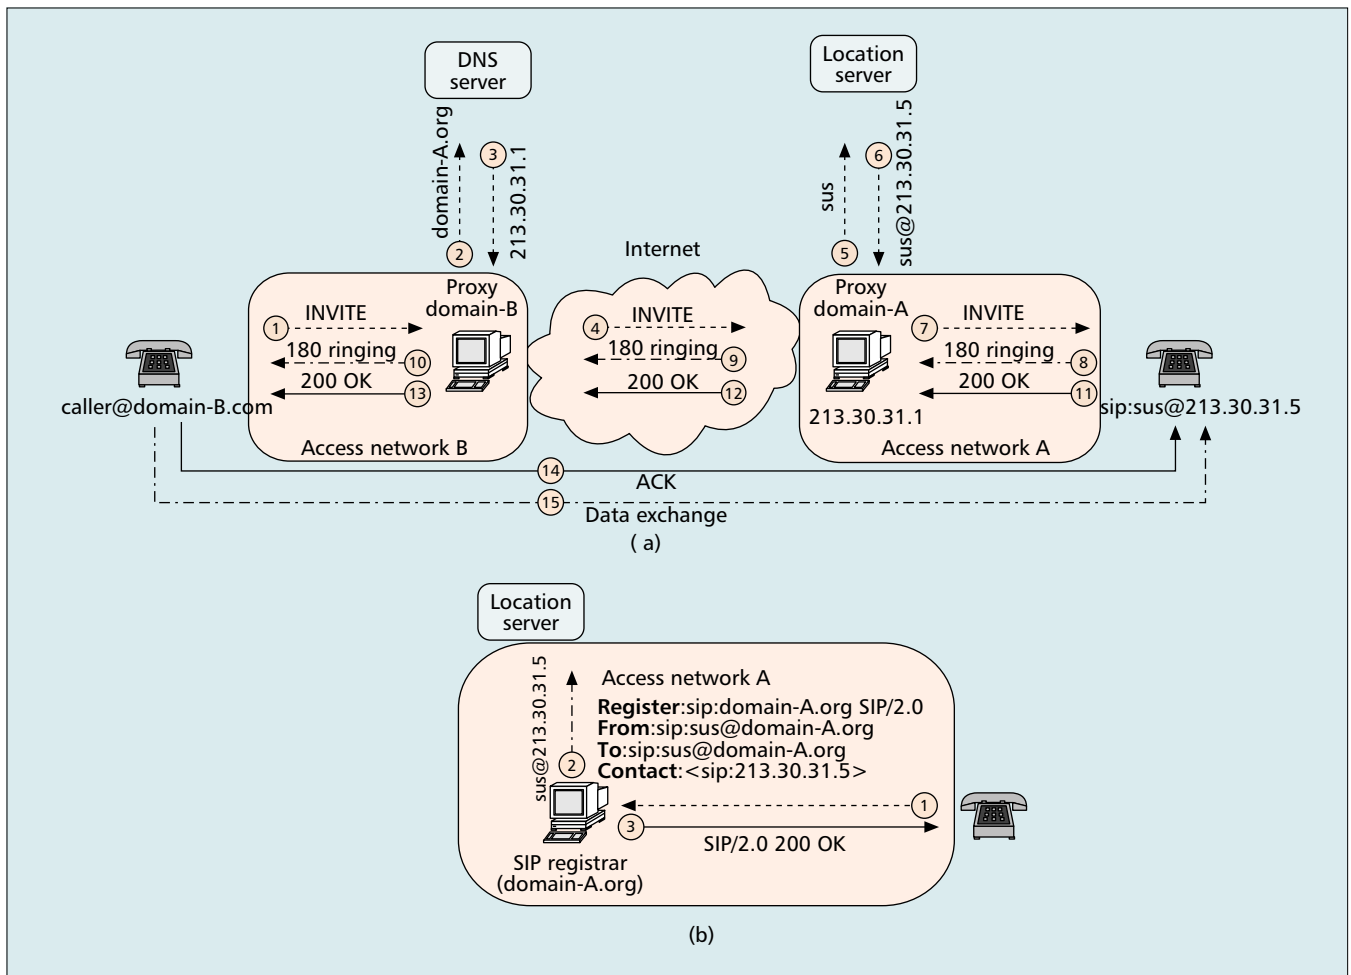 DNS
server
Location
server
domain-A.org
3
213.30.31.1
2
sus
6
sus@213.30.31.5
5
Internet
Proxy
domain-B
Proxy
domain-A
1
INVITE
4
INVITE
7
INVITE
180 ringing
10
180 ringing
9
180 ringing
8
200 OK
13
200 OK
12
200 OK
11
caller@domain-B.com
213.30.31.1
sip:sus@213.30.31.5
Access network B
Access network A
14
ACK
15
Data exchange
( a)
Location
server
sus@213.30.31.5
Access network A
Register:sip:domain-A.org SIP/2.0
From:sip:sus@domain-A.org
To:sip:sus@domain-A.org
2
Contact:<sip:213.30.31.5>
1
3
SIP/2.0 200 OK
SIP registrar
(domain-A.org)
(b)